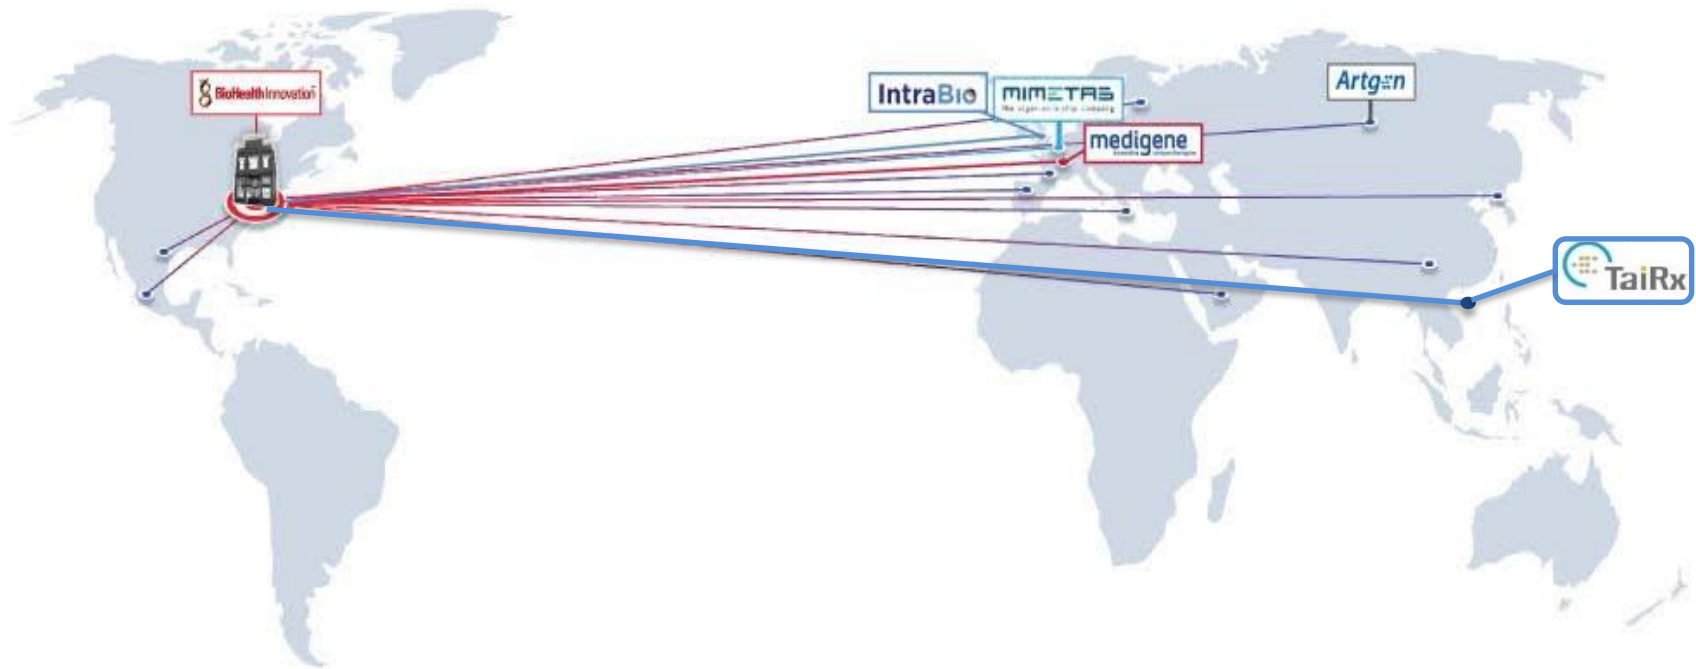 BioHealth Innovation
IntraBio
mimetas
medigene
Artgen
TaiRx